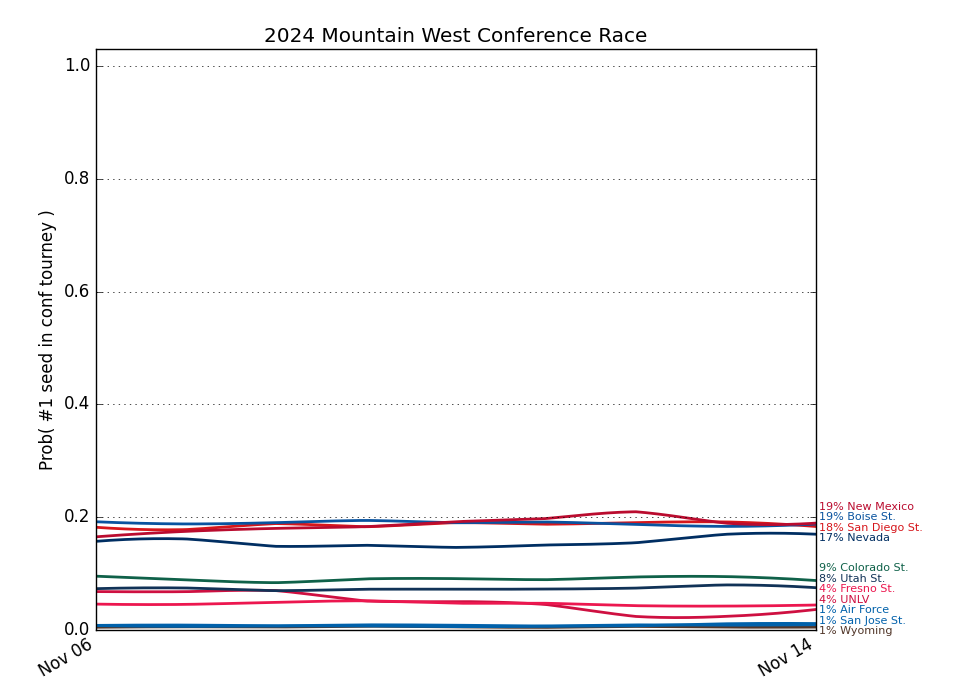 2024 Mountain West Conference Race
Prob( #1 seed in conf tourney )
1.0
0.8
0.6
0.4
0.2
0.0
Nov 06
Nov 14
19% New Mexico
19% Boise St.
18% San Diego St.
17% Nevada
9% Colorado St.
8% Utah St.
4% Fresno St.
4% UNLV
1% Air Force
1% San Jose St.
1% Wyoming